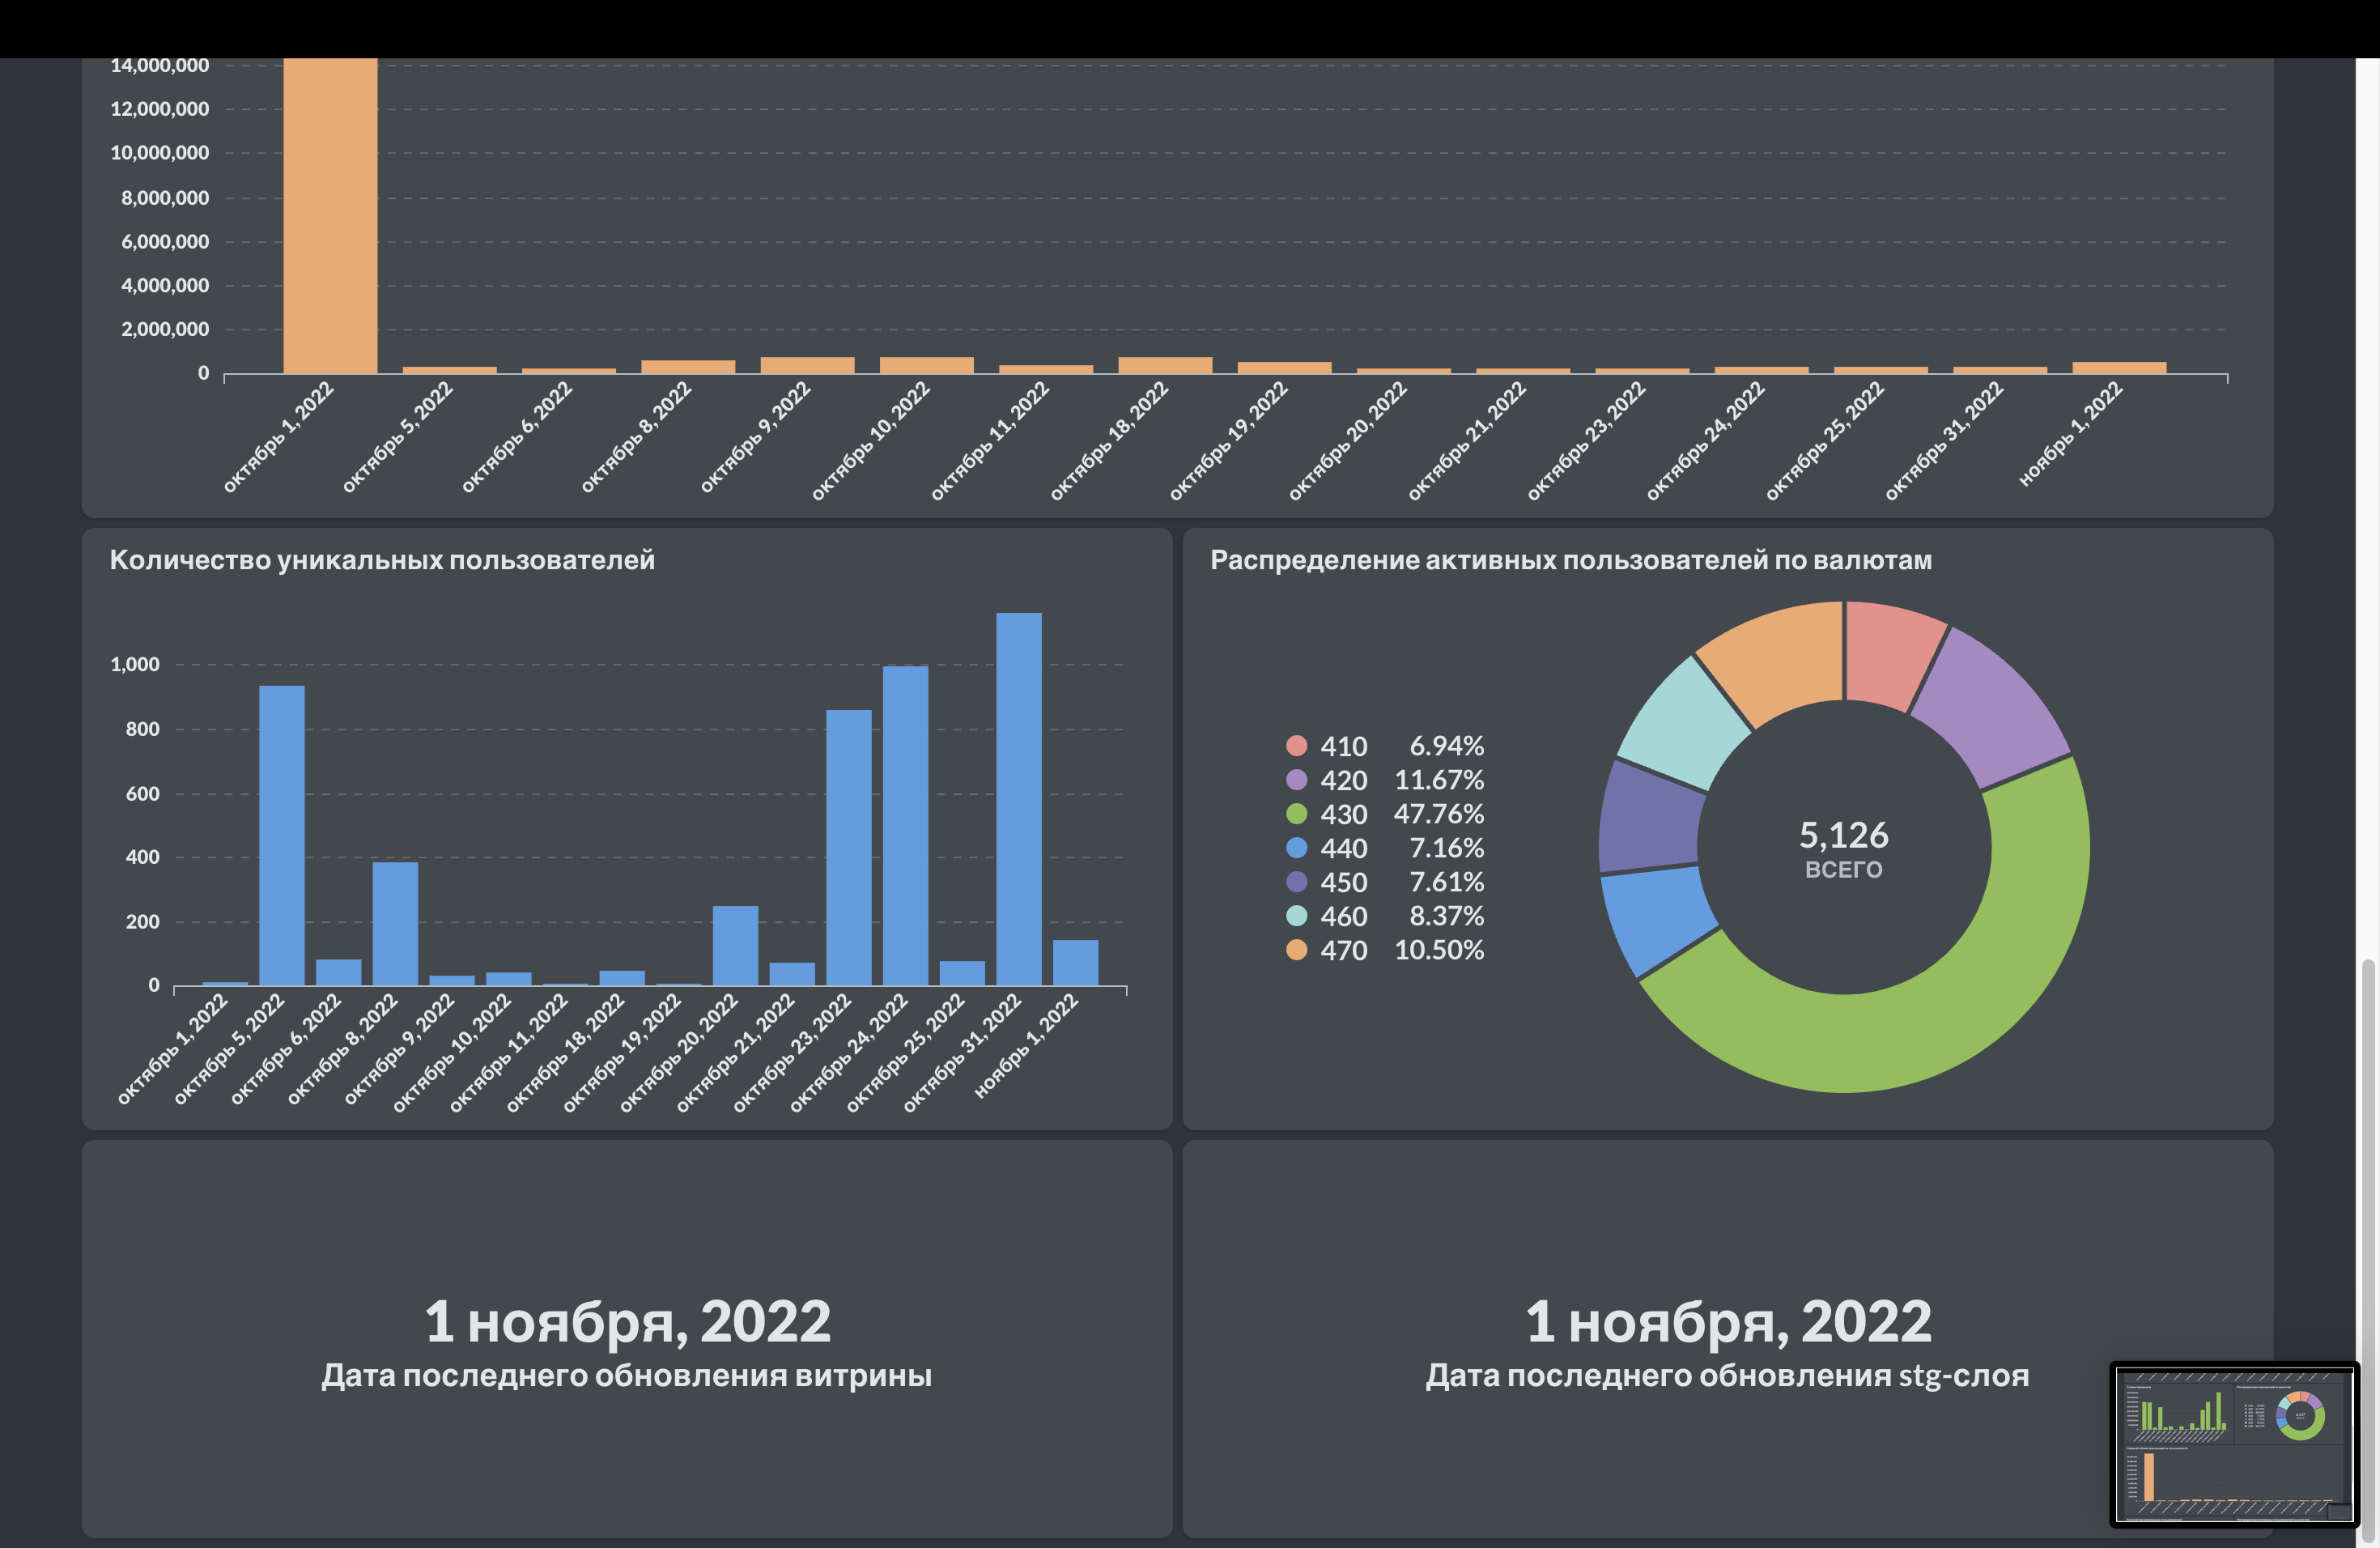 14,000,000
12,000,000
10,000,000
8,000,000
6,000,000
4,000,000
2,000,000
0
октябрь 1, 2022
октябрь 5, 2022
октябрь 6, 2022
октябрь 8, 2022
октябрь 9, 2022
октябрь 10, 2022
октябрь 11, 2022
октябрь 18, 2022
октябрь 19, 2022
октябрь 20, 2022
октябрь 21, 2022
октябрь 23, 2022
октябрь 24, 2022
октябрь 25, 2022
октябрь 31, 2022
ноябрь 1, 2022
Количество уникальных пользователей
1,000
800
600
400
200
0
октябрь 1, 2022
октябрь 5, 2022
октябрь 6, 2022
октябрь 8, 2022
октябрь 9, 2022
октябрь 10, 2022
октябрь 11, 2022
октябрь 18, 2022
октябрь 19, 2022
октябрь 20, 2022
октябрь 21, 2022
октябрь 23, 2022
октябрь 24, 2022
октябрь 25, 2022
октябрь 31, 2022
ноябрь 1, 2022
Распределение активных пользователей по валютам
410 6.94%
420 11.67%
430 47.76%
440 7.16%
450 7.61%
460 8.37%
470 10.50%
5,126
ВСЕГО
1 ноября, 2022
Дата последнего обновления витрины
1 ноября, 2022
Дата последнего обновления stg-слоя